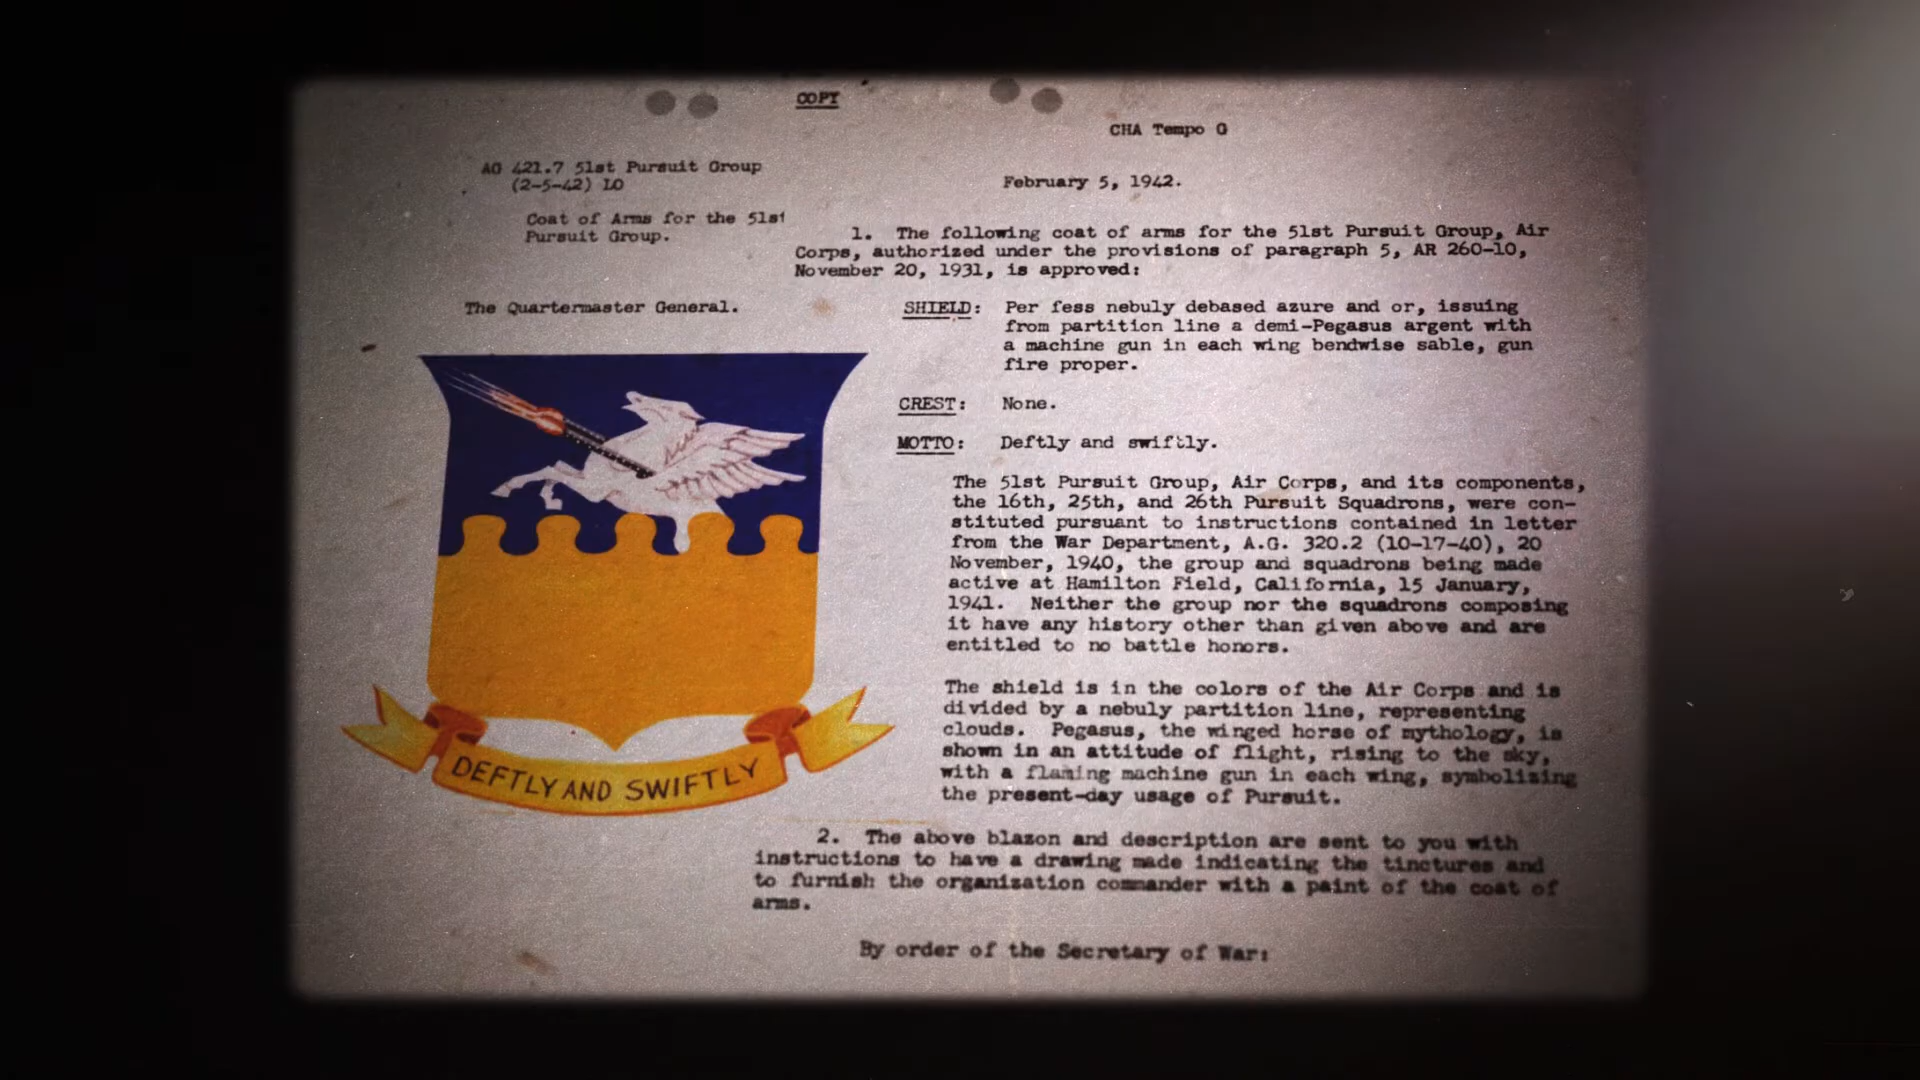 COPY
CHA Tempo G
AG 421.7 51st Pursuit Group
(2-5-42) LO
February 5, 1942.
Coat of Arms for the 51st
Pursuit Group.
1. The following coat of arms for the 51st Pursuit Group, Air
Corps, authorized under the provisions of paragraph 5, AR 260-10,
November 20, 1931, is approved:
The Quartermaster General.
SHIELD: Per fess nebuly debased azure and or, issuing
from partition line a demi-Pegasus argent with
a machine gun in each wing bendwise sable, gun
fire proper.
CREST: None.
MOTTO: Deftly and swiftly.
The 51st Pursuit Group, Air Corps, and its components,
the 16th, 25th, and 26th Pursuit Squadrons, were con-
stituted pursuant to instructions contained in letter
from the War Department, A.G. 320.2 (10-17-40), 20
November, 1940, the group and squadrons being made
active at Hamilton Field, California, 15 January,
1941. Neither the group nor the squadrons composing
it have any history other than given above and are
entitled to no battle honors.
The shield is in the colors of the Air Corps and is
divided by a nebuly partition line, representing
clouds. Pegasus, the winged horse of mythology, is
shown in an attitude of flight, rising to the sky,
with a flaming machine gun in each wing, symbolizing
the present-day usage of Pursuit.
DEFTLY AND SWIFTLY
2. The above blazon and description are sent to you with
instructions to have a drawing made indicating the tinctures and
to furnish the organization commander with a paint of the coat of
arms.
By order of the Secretary of War: